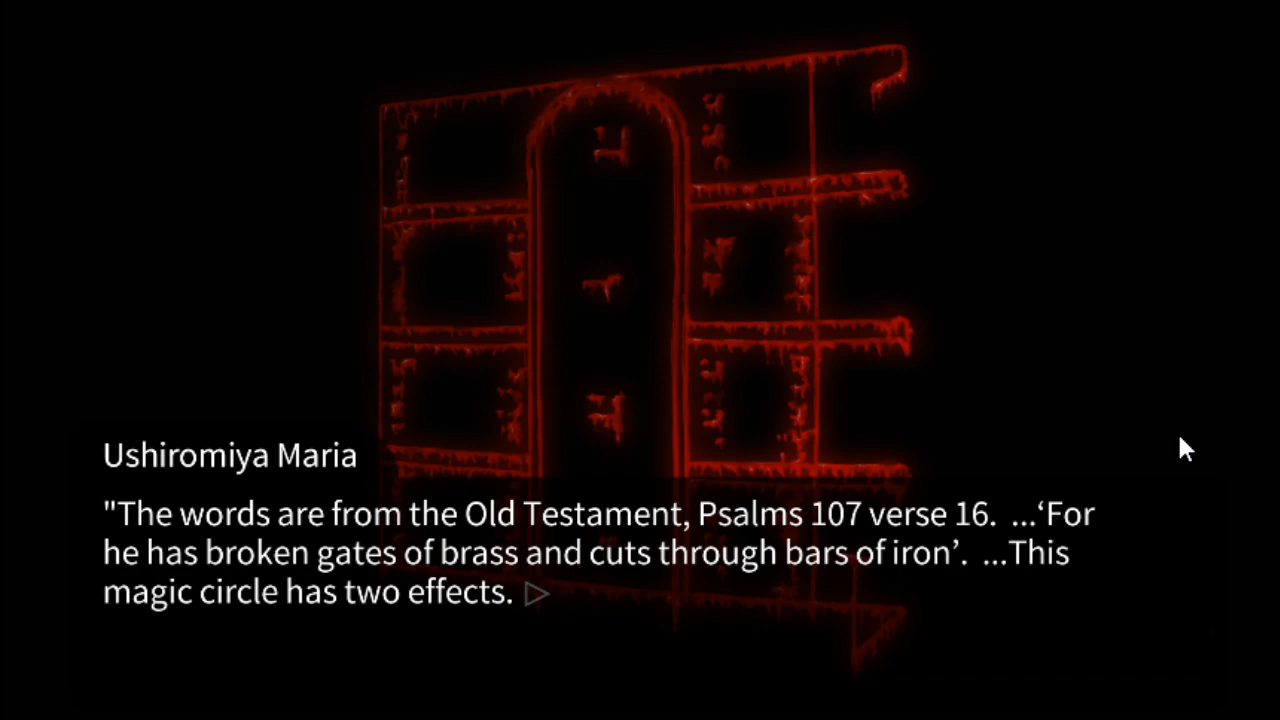 Ushiromiya Maria
"The words are from the Old Testament, Psalms 107 verse 16.  ...‘For
he has broken gates of brass and cuts through bars of iron’.  ...This
magic circle has two effects.